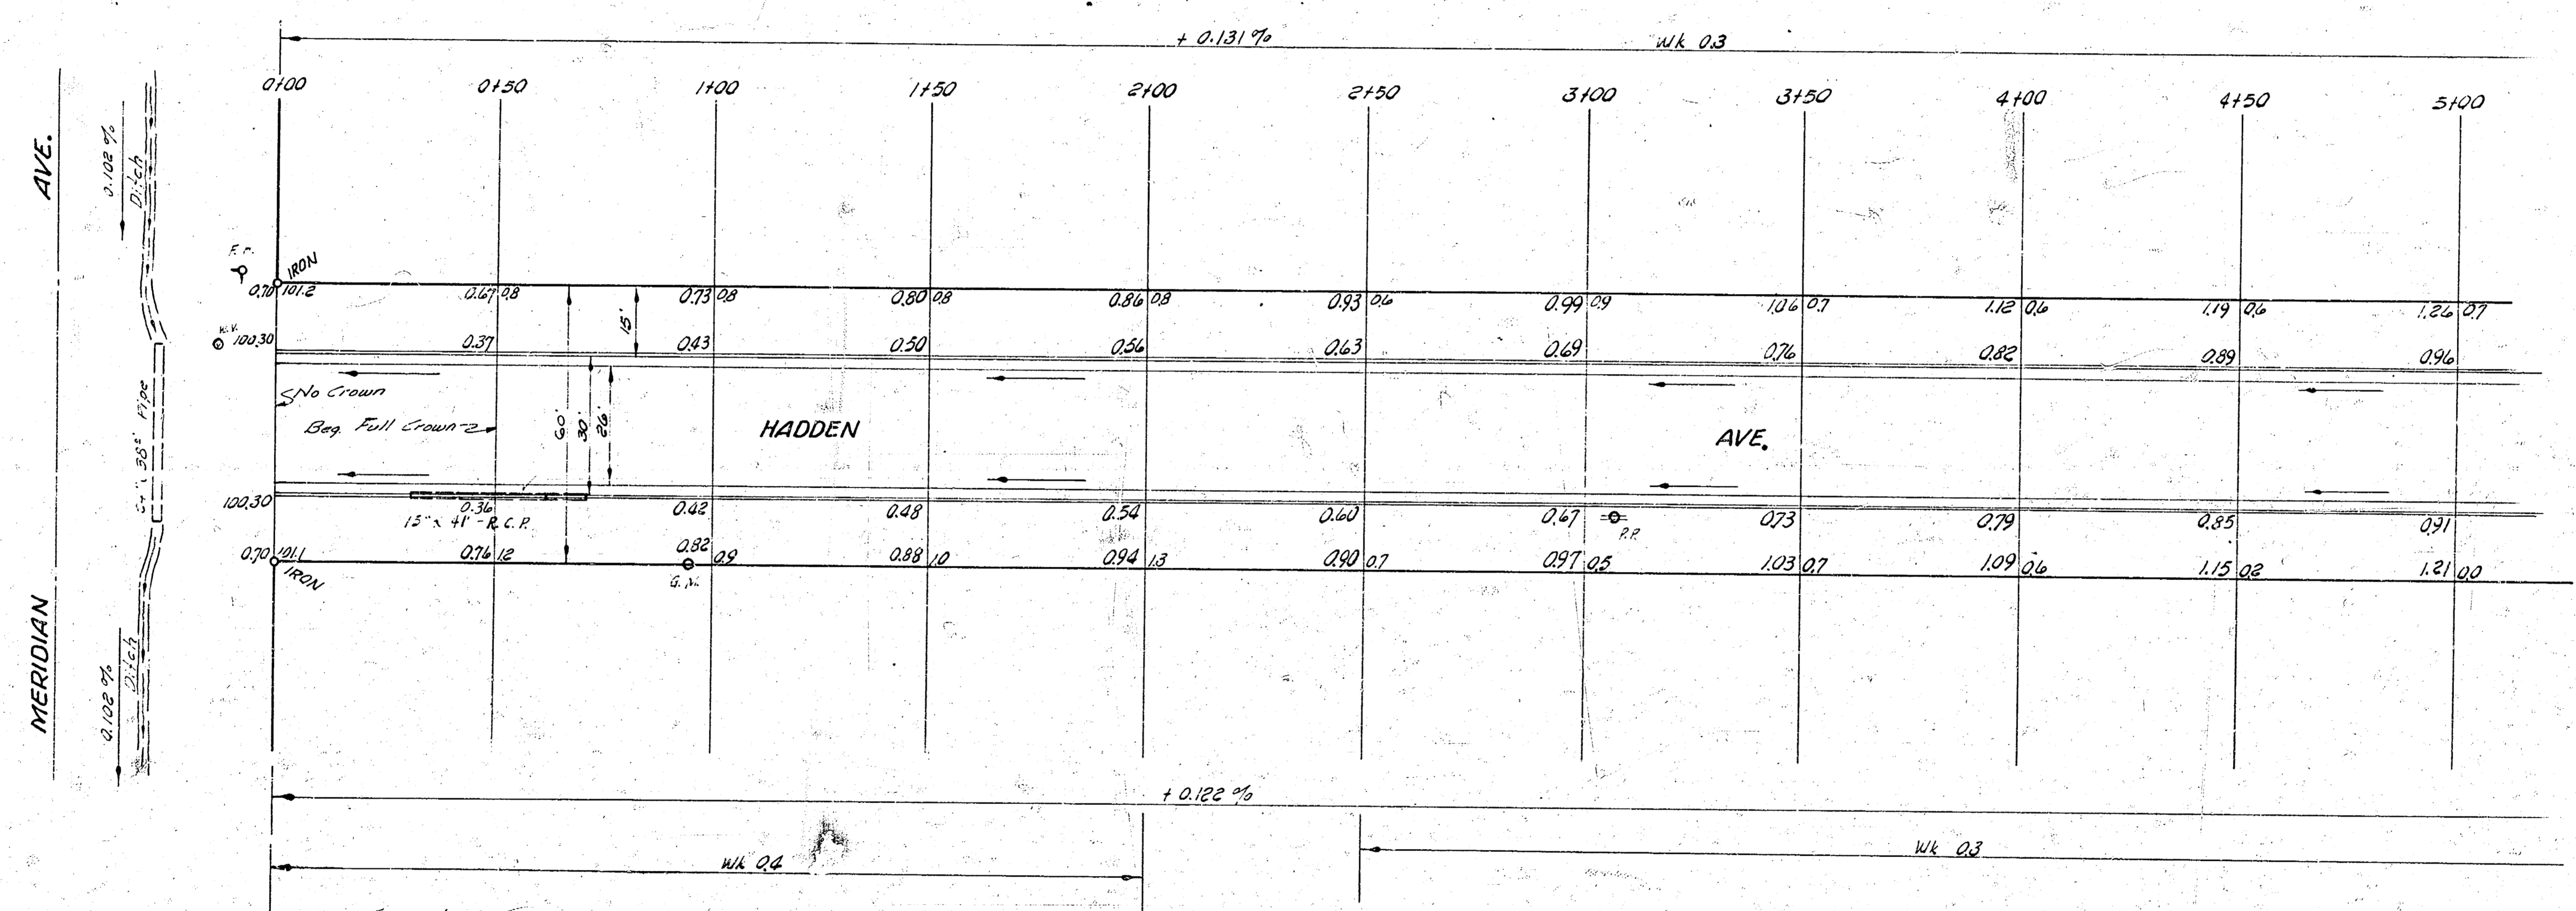 + 0.131 %
Wk 0.3
0+00 0+50 1+00 1+50 2+00 2+50 3+00 3+50 4+00 4+50 5+00
AVE.
0.102 %
Ditch
IRON
0.70 101.2 0.67 0.8 0.73 0.8 0.80 0.8 0.86 0.8 0.93 0.6 0.99 0.9 1.06 0.7 1.12 0.6 1.19 0.6 1.26 0.7
15'
100.30 0.37 0.43 0.50 0.56 0.63 0.69 0.76 0.82 0.89 0.96
No Crown
Beg. Full Crown
60' 30' 26'
HADDEN AVE.
Pipe
100.30 0.36 0.42 0.48 0.54 0.60 0.67 0.73 0.79 0.85 0.91
15" x 41' - R.C.P.
P.P.
0.70 101.1 0.76 1.2 0.82 0.9 0.88 1.0 0.94 1.3 0.90 0.7 0.97 0.5 1.03 0.7 1.09 0.6 1.15 0.2 1.21 0.0
IRON
G.M.
MERIDIAN
Ditch
0.102 %
+ 0.122 %
Wk 0.4
Wk 0.3